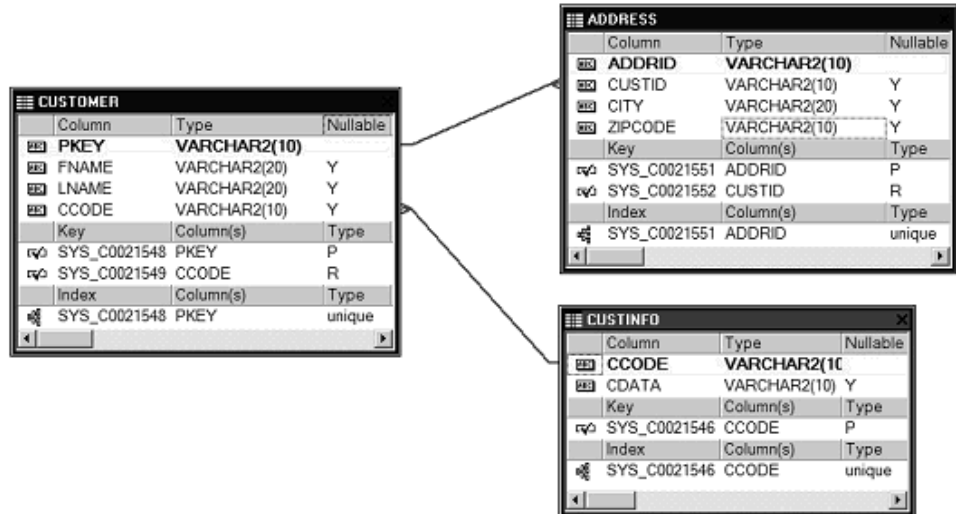 CUSTOMER
Column Type Nullable
PKEY VARCHAR2(10)
FNAME VARCHAR2(20) Y
LNAME VARCHAR2(20) Y
CCODE VARCHAR2(10) Y
Key Column(s) Type
SYS_C0021548 PKEY P
SYS_C0021549 CCODE R
Index Column(s) Type
SYS_C0021548 PKEY unique
ADDRESS
Column Type Nullable
ADDRID VARCHAR2(10)
CUSTID VARCHAR2(10) Y
CITY VARCHAR2(20) Y
ZIPCODE VARCHAR2(10) Y
Key Column(s) Type
SYS_C0021551 ADDRID P
SYS_C0021552 CUSTID R
Index Column(s) Type
SYS_C0021551 ADDRID unique
CUSTINFO
Column Type Nullable
CCODE VARCHAR2(10
CDATA VARCHAR2(10) Y
Key Column(s) Type
SYS_C0021546 CCODE P
Index Column(s) Type
SYS_C0021546 CCODE unique